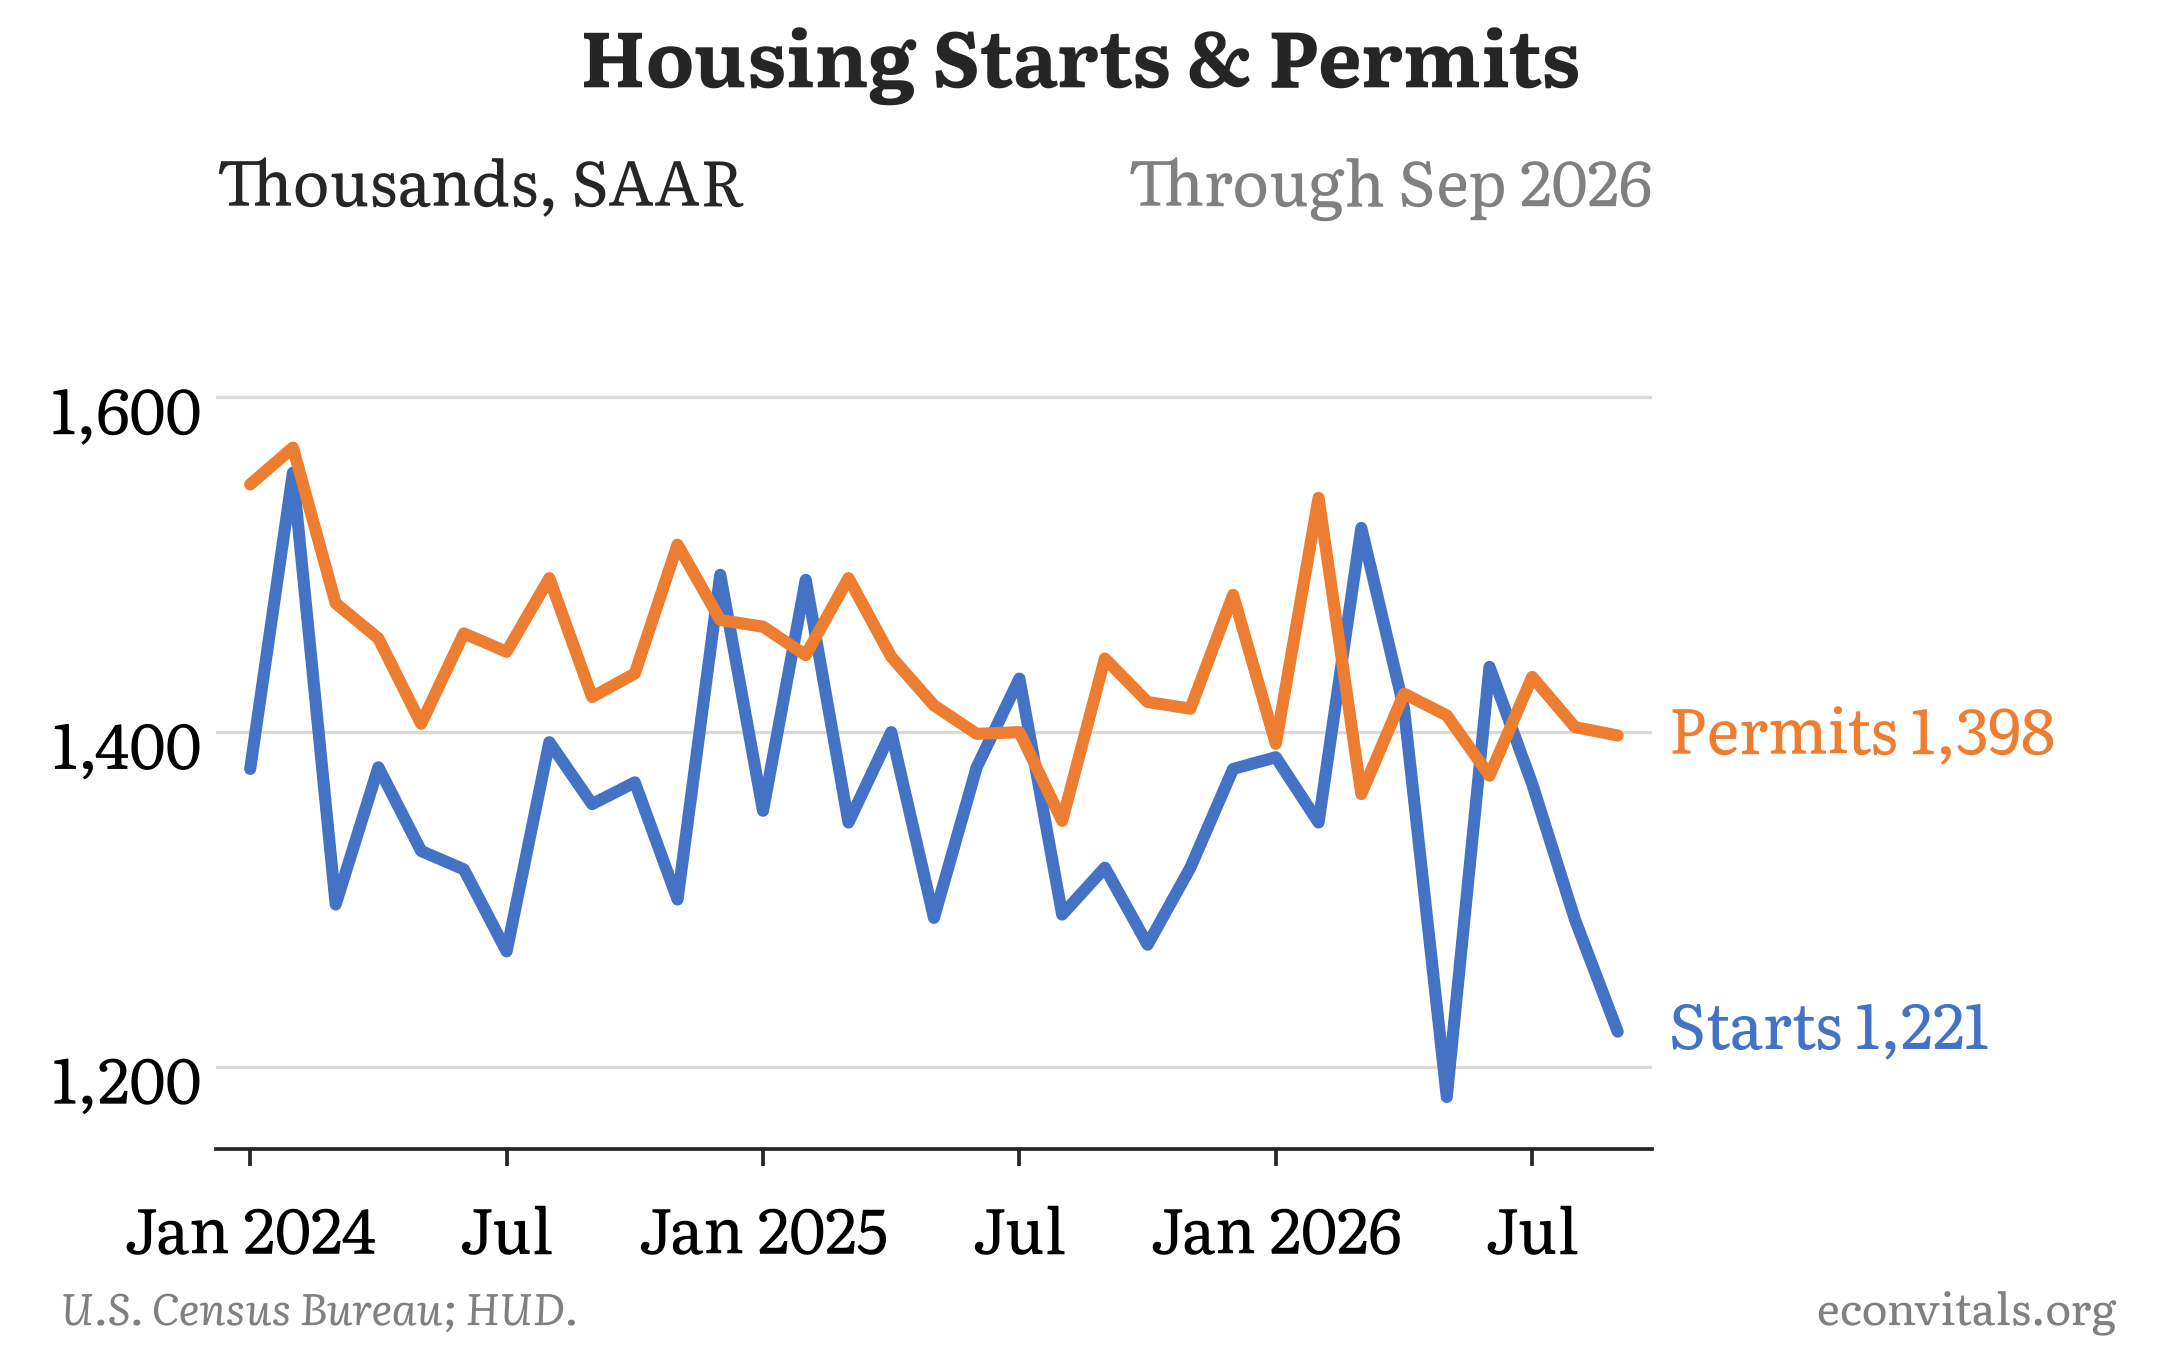 Housing Starts & Permits
Thousands, SAAR
Through Sep 2026
1,600
1,400
1,200
Permits 1,398
Starts 1,221
Jan 2024
Jul
Jan 2025
Jul
Jan 2026
Jul
U.S. Census Bureau; HUD.
econvitals.org